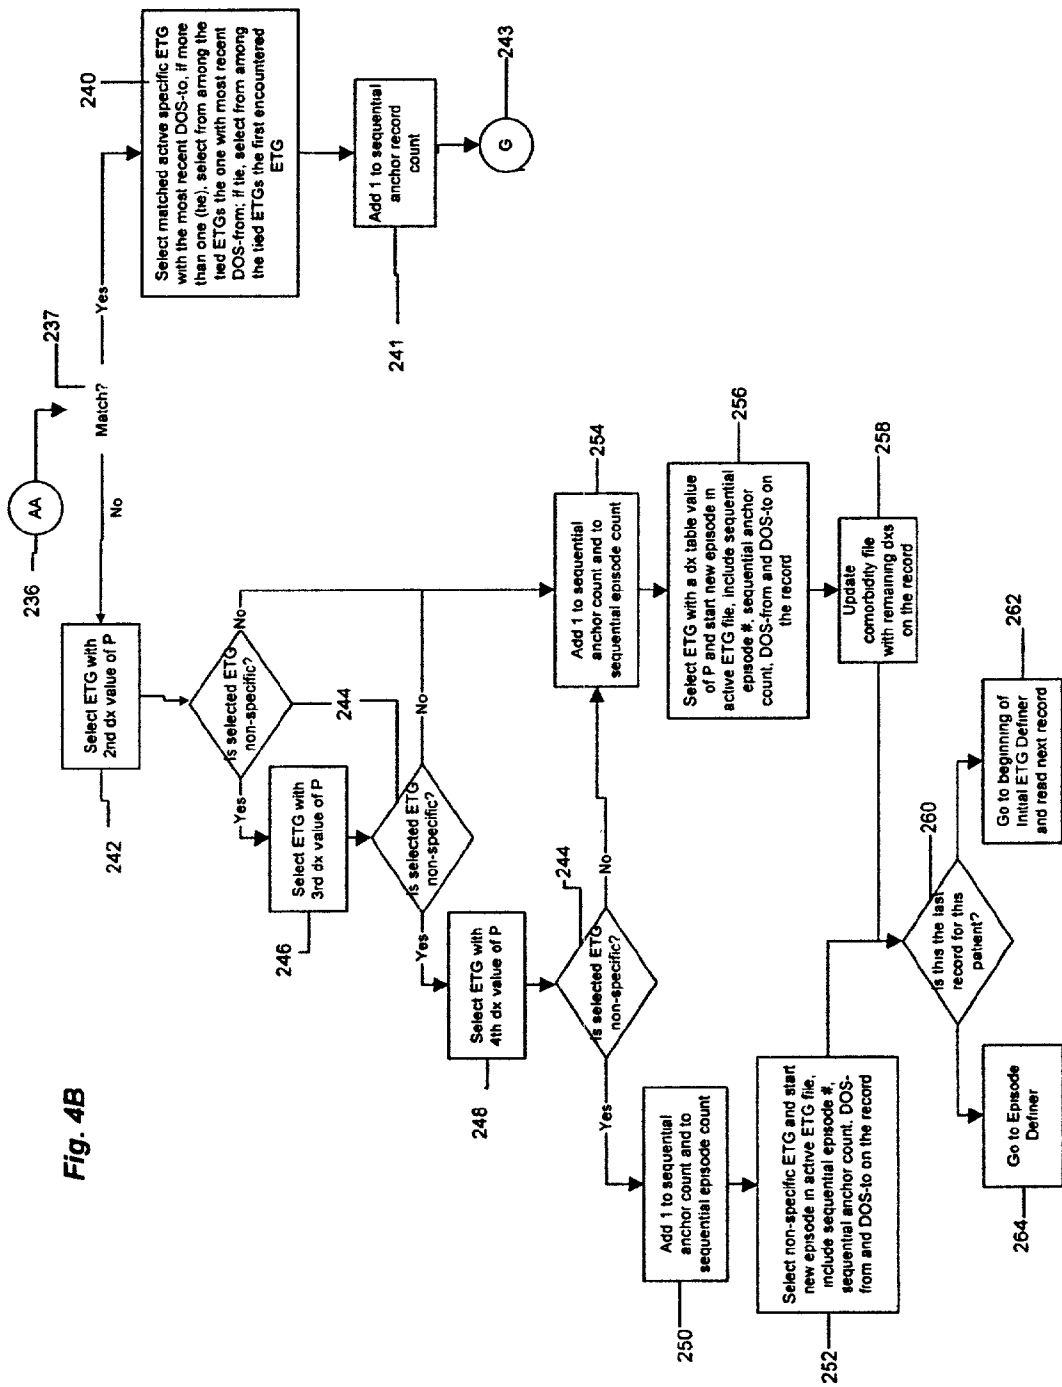 Fig. 4B
236
AA
237
Match?
Yes
No
240
Select matched active specific ETG
with the most recent DOS-to, if more
than one (tie), select from among the
tied ETGs the one with most recent
DOS-from; if tie, select from among
the tied ETGs the first encountered
ETG
241
Add 1 to sequential
anchor record
count
G
243
Select ETG with
2nd dx value of P
242
Is selected ETG
non-specific?
244
Yes
No
Select ETG with
3rd dx value of P
246
Is selected ETG
non-specific?
Yes
No
Select ETG with
4th dx value of P
248
Is selected ETG
non-specific?
244
Yes
No
Add 1 to sequential
anchor count and to
sequential episode count
250
Select non-specific ETG and start
new episode in active ETG file,
include sequential episode #,
sequential anchor count, DOS-
from and DOS-to on the record
252
Add 1 to sequential
anchor count and to
sequential episode count
254
Select ETG with a dx table value
of P and start new episode in
active ETG file, include sequential
episode #, sequential anchor
count, DOS-from and DOS-to on
the record
256
Update
comorbidity file
with remaining dxs
on the record
258
Is this the last
record for this
patient?
260
Go to beginning of
Initial ETG Definer
and read next record
262
Go to Episode
Definer
264